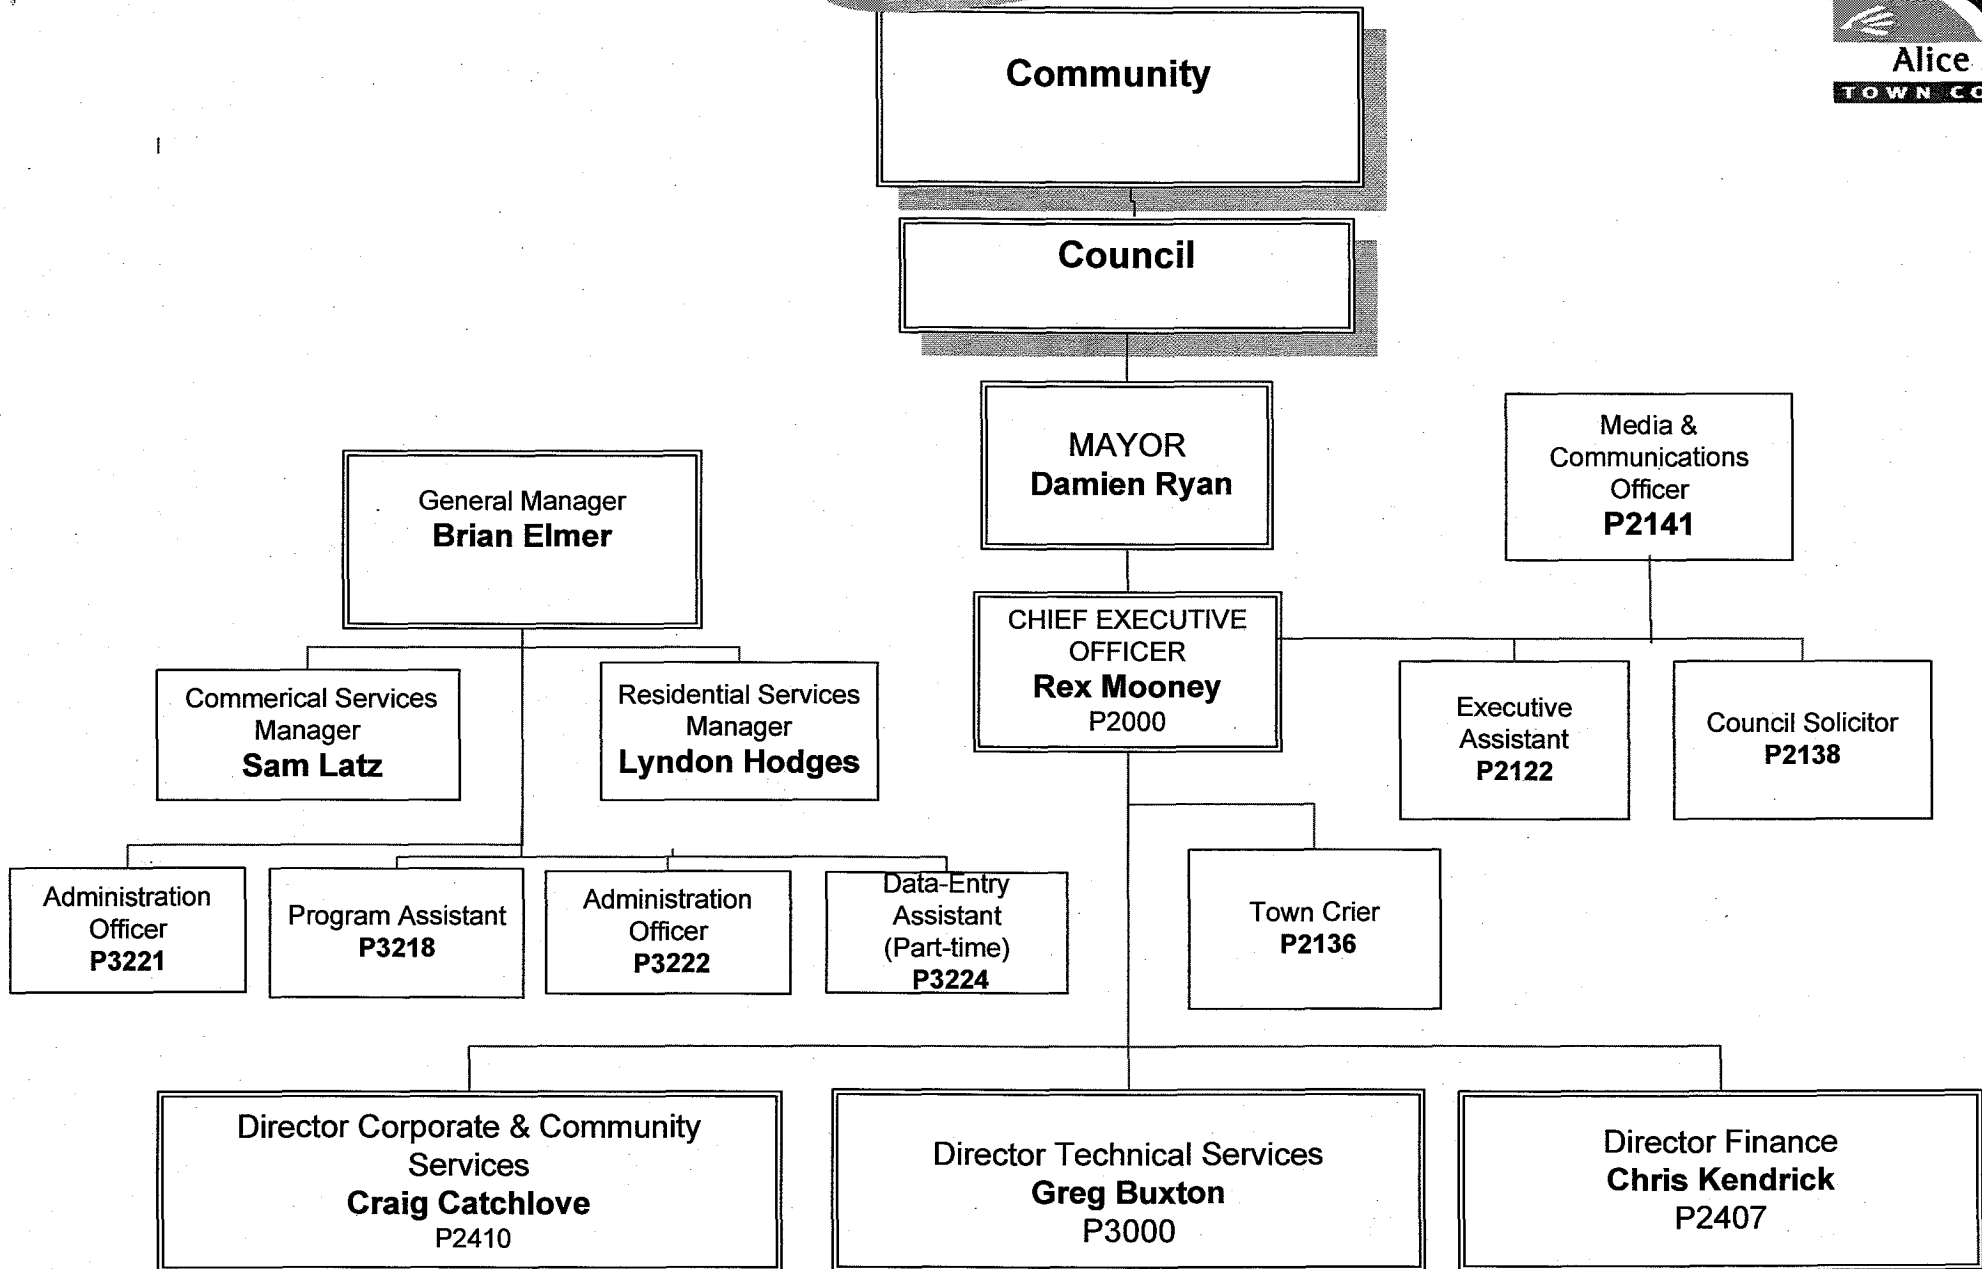 Community
Alice
TOWN CO
Council
MAYOR
Damien Ryan
Media &
Communications
Officer
P2141
General Manager
Brian Elmer
CHIEF EXECUTIVE
OFFICER
Rex Mooney
P2000
Commerical Services
Manager
Sam Latz
Residential Services
Manager
Lyndon Hodges
Executive
Assistant
P2122
Council Solicitor
P2138
Administration
Officer
P3221
Program Assistant
P3218
Administration
Officer
P3222
Data-Entry
Assistant
(Part-time)
P3224
Town Crier
P2136
Director Corporate & Community
Services
Craig Catchlove
P2410
Director Technical Services
Greg Buxton
P3000
Director Finance
Chris Kendrick
P2407